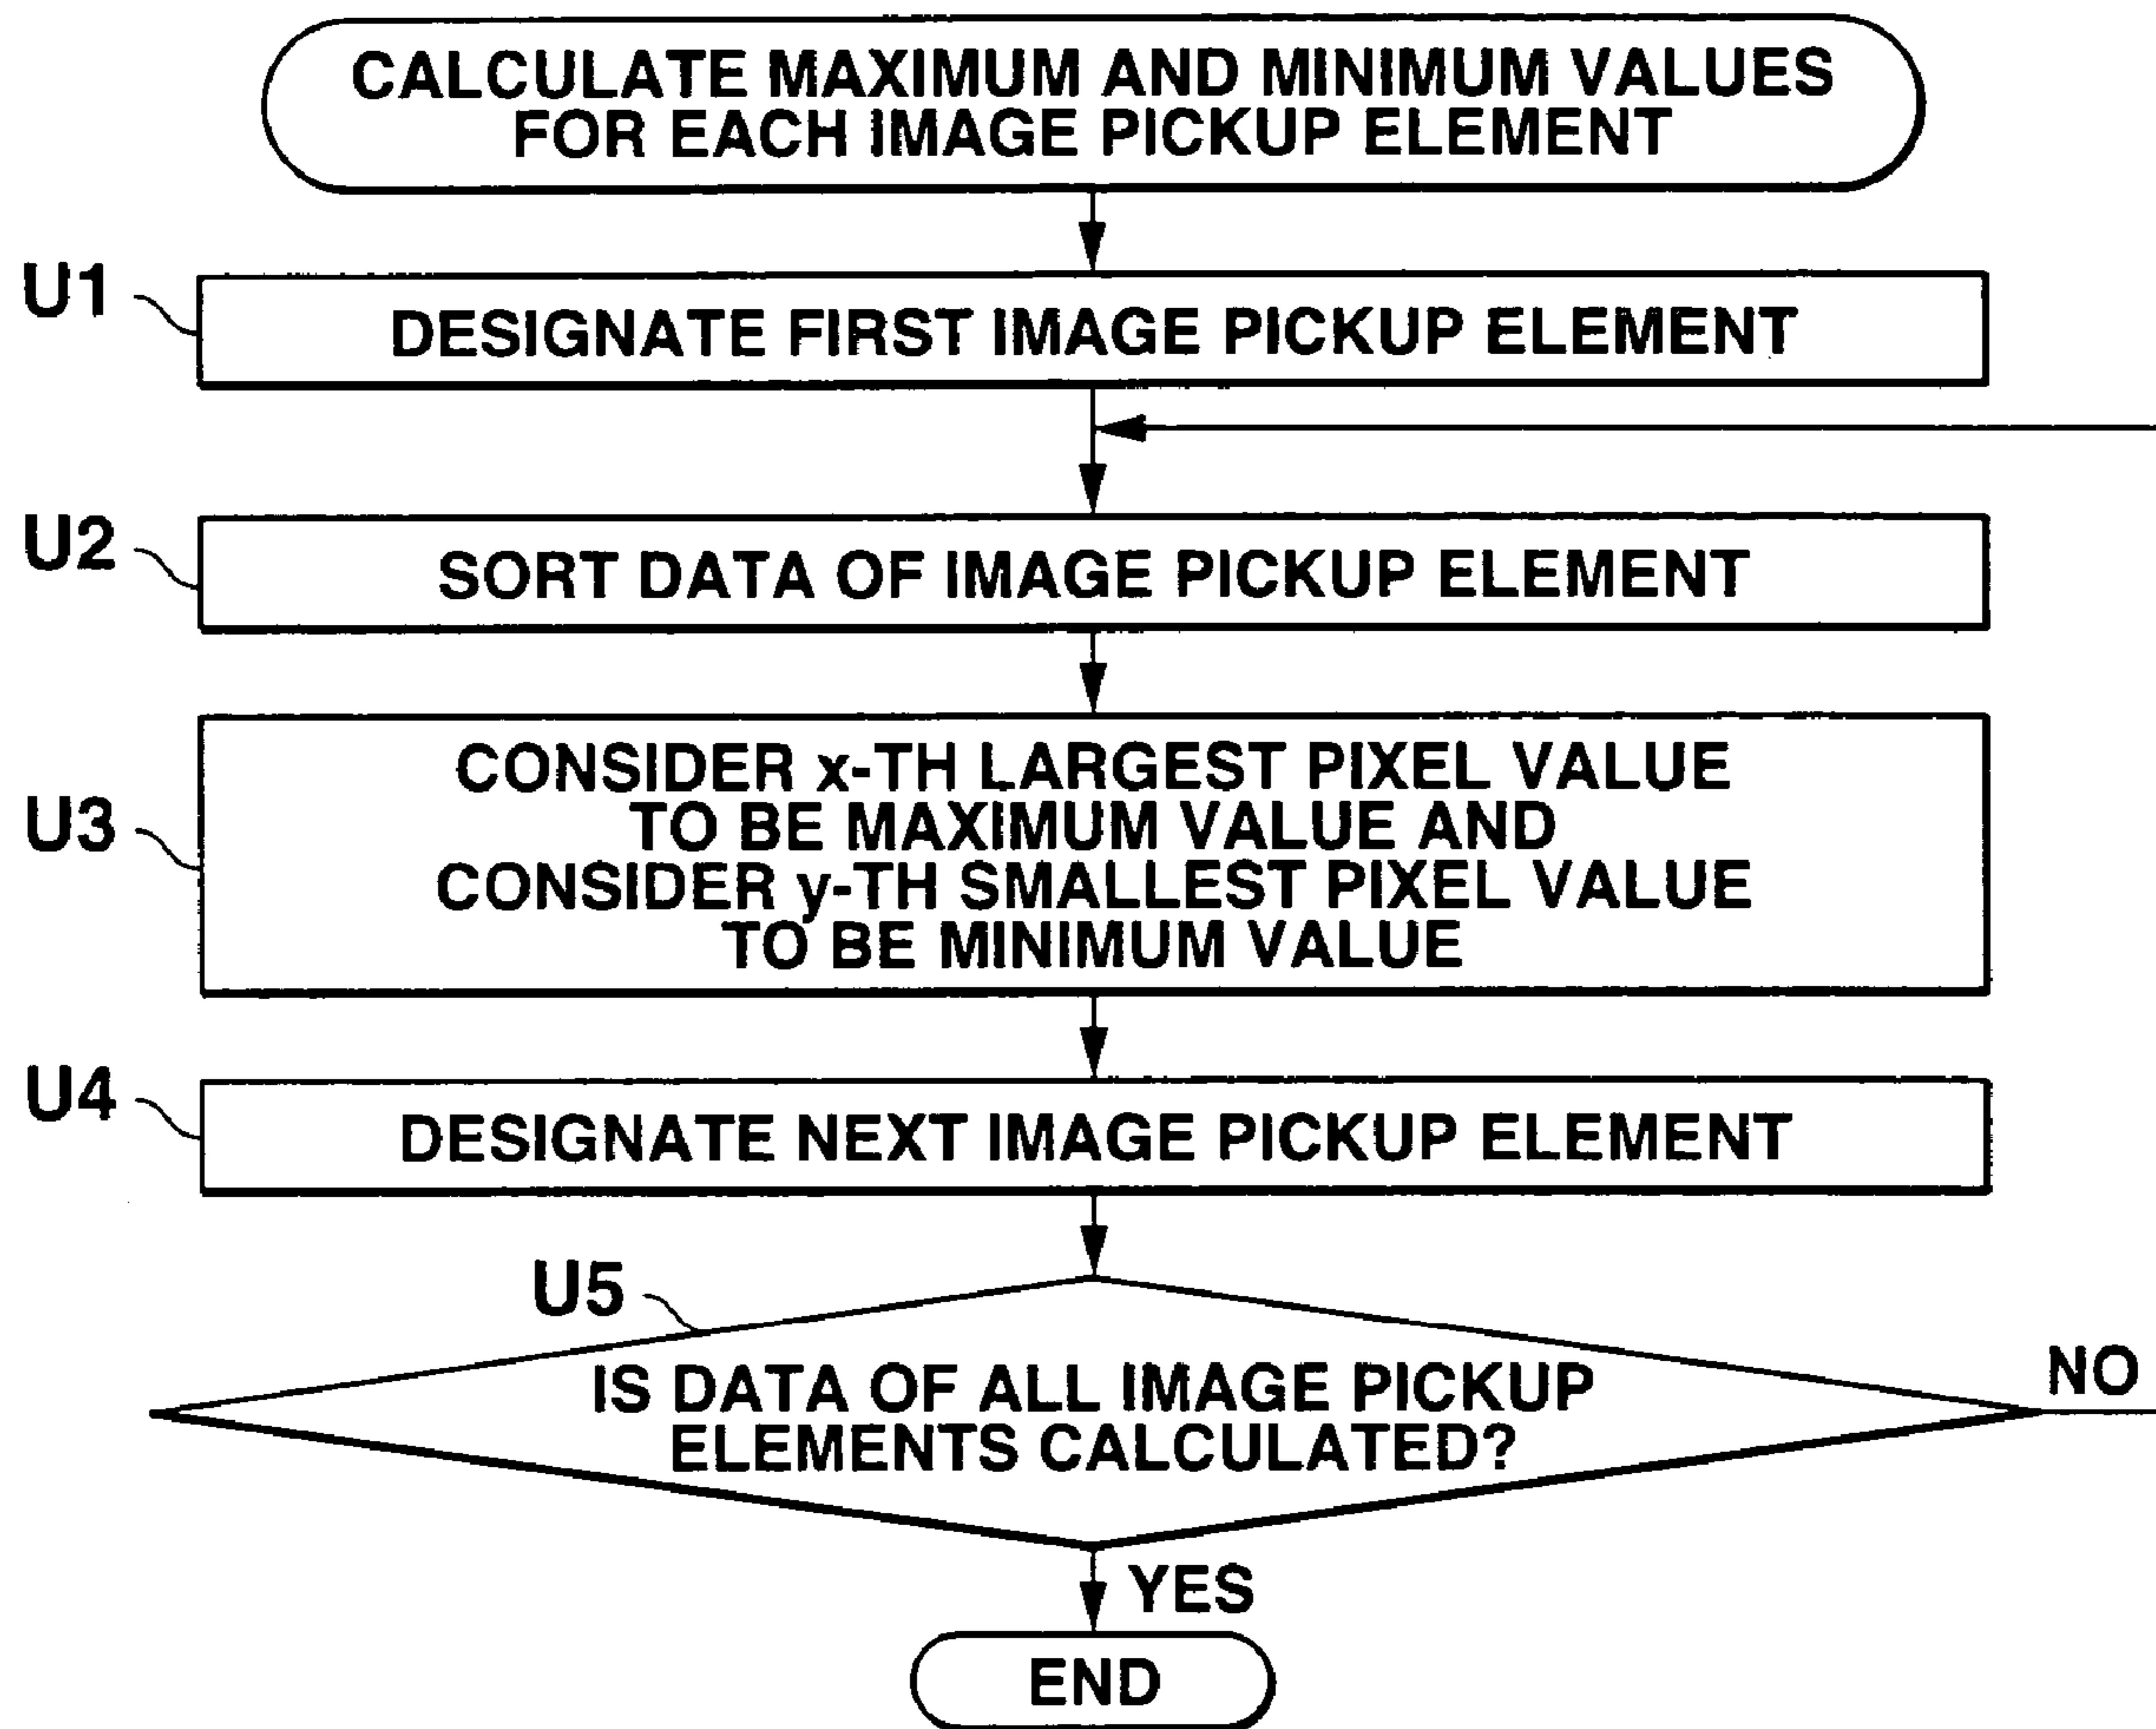 CALCULATE MAXIMUM AND MINIMUM VALUES
FOR EACH IMAGE PICKUP ELEMENT
U1
DESIGNATE FIRST IMAGE PICKUP ELEMENT
U2
SORT DATA OF IMAGE PICKUP ELEMENT
U3
CONSIDER x-TH LARGEST PIXEL VALUE
TO BE MAXIMUM VALUE AND
CONSIDER y-TH SMALLEST PIXEL VALUE
TO BE MINIMUM VALUE
U4
DESIGNATE NEXT IMAGE PICKUP ELEMENT
U5
IS DATA OF ALL IMAGE PICKUP
ELEMENTS CALCULATED?
NO
YES
END